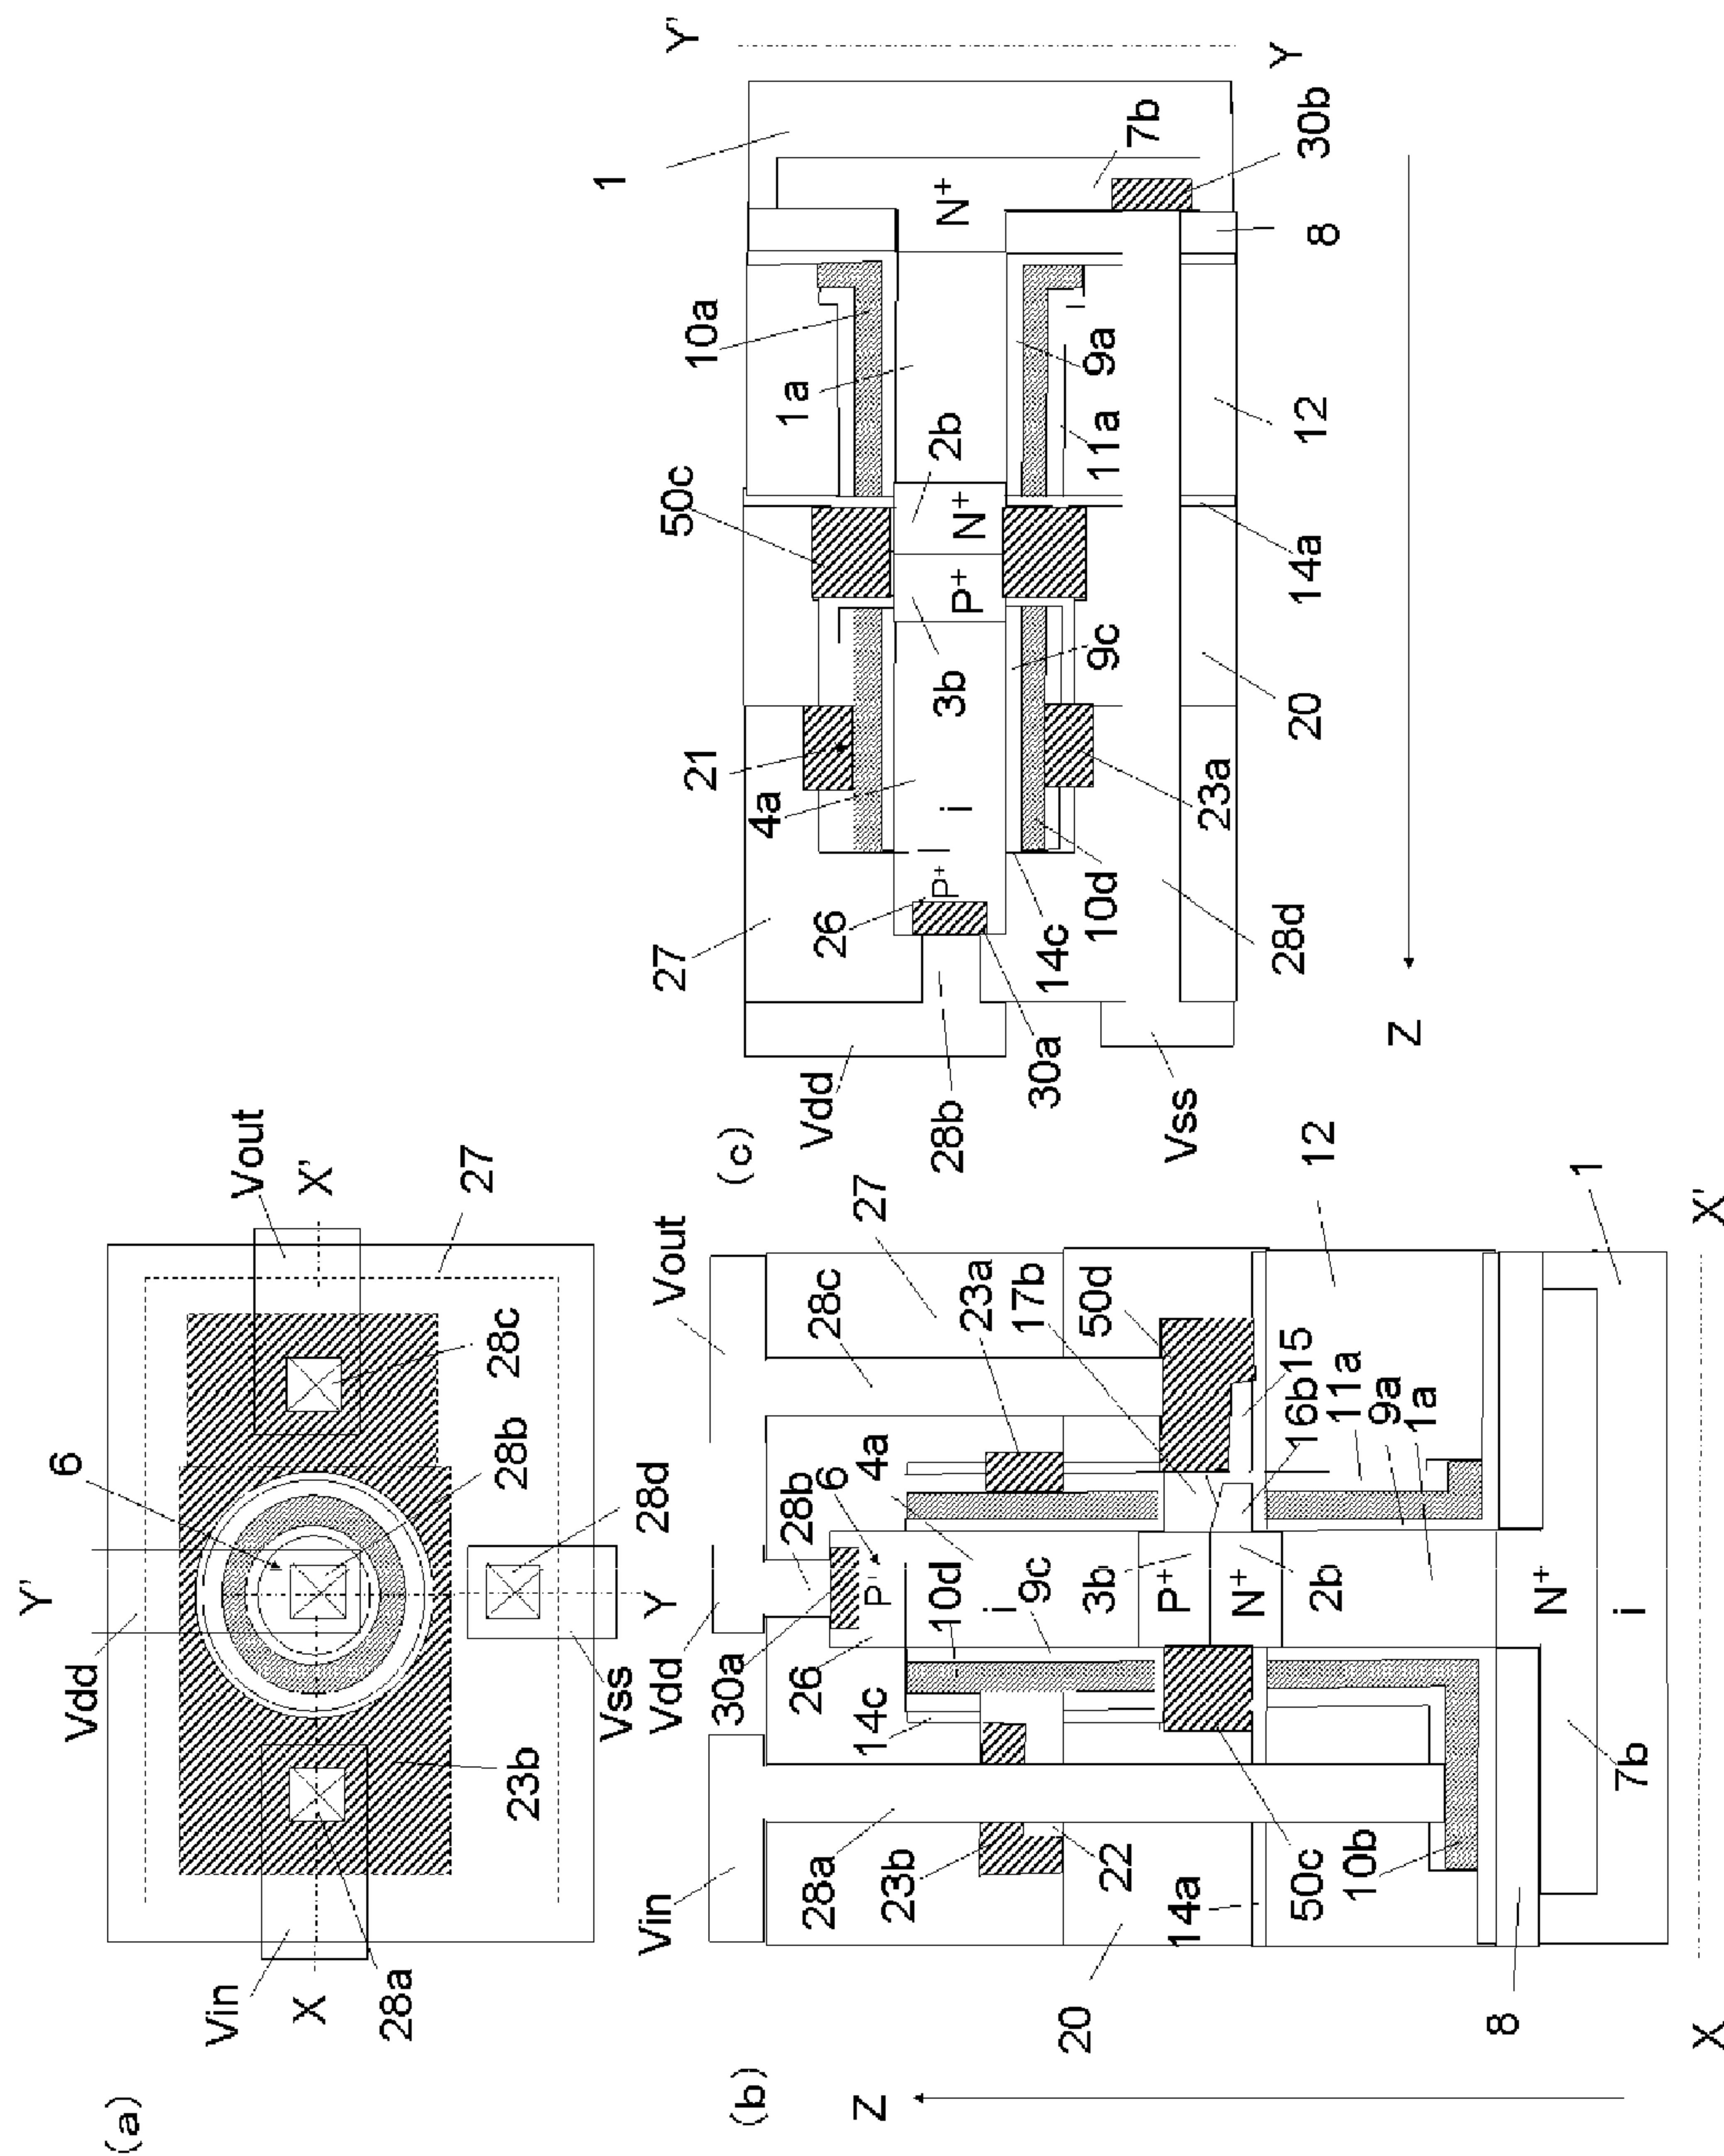 (a)
Vin
X
28a
23b
Vdd
Y'
6
Vss
Y
28d
28b
28c
27
X'
Vout
(b)
Z
20
Vin
28a
23b
22
14a
50c
10b
8
7b
X
14c
26
30a
Vdd
28b
6
P⁺
4a
10d
i
9c
3b
P⁺
N⁺
2b
N⁺
i
Vout
28c
27
23a
17b
50d
16b
15
11a
9a
1a
12
1
X'
(c)
Vdd
28b
30a
Vss
27
26
P⁺
14c
10d
28d
21
4a
i
23a
3b
P⁺
9c
20
50c
N⁺
2b
14a
1a
10a
11a
9a
12
1
N⁺
7b
30b
8
Y'
Y
Z